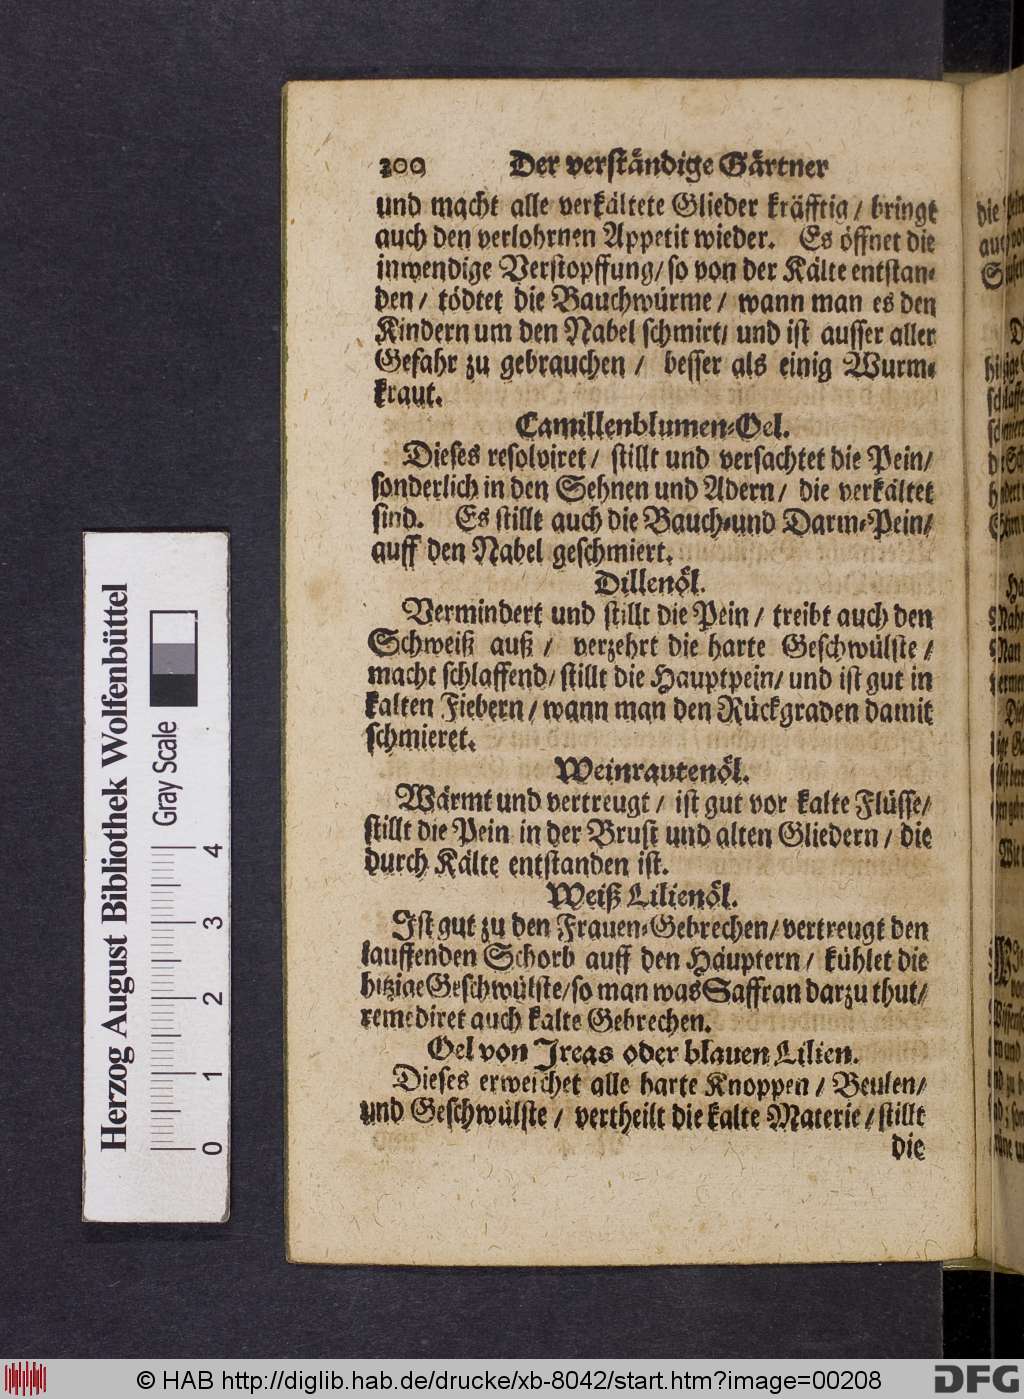 200 Der verständige Gärtner
und macht alle verkältete Glieder kräfftig / bringt
auch den verlohrnen Appetit wieder. Es öffnet die
inwendige Verstopffung / so von der Kälte entstan-
den / tödtet die Bauchwürme / wann man es den
Kindern um den Nabel schmirt / und ist ausser aller
Gefahr zu gebrauchen / besser als einig Wurm-
kraut.
Camillenblumen-Oel.
Dieses resolviret / stillt und versachtet die Pein /
sonderlich in den Sehnen und Adern / die verkältet
sind. Es stillt auch die Bauch-und Darm-Pein /
auff den Nabel geschmiert.
Dillenöl.
Vermindert und stillt die Pein / treibt auch den
Schweiß auß / verzehrt die harte Geschwülste /
macht schlaffend / stillt die Hauptpein / und ist gut in
kalten Fiebern / wann man den Rückgraden damit
schmieret.
Weinrautenöl.
Wärmt und vertreugt / ist gut vor kalte Flüsse /
stillt die Pein in der Brust und alten Gliedern / die
durch Kälte entstanden ist.
Weiß Lilienöl.
Ist gut zu den Frauen-Gebrechen / vertreugt den
lauffenden Schorb auff den Häuptern / kühlet die
hitzige Geschwülste / so man was Saffran darzu thut /
remediret auch kalte Gebrechen.
Oel von Ireas oder blauen Lilien.
Dieses erweichet alle harte Knoppen / Beulen /
und Geschwülste / vertheilt die kalte Materie / stillt
die
Herzog August Bibliothek Wolfenbüttel
Gray Scale
0 1 2 3 4
© HAB http://diglib.hab.de/drucke/xb-8042/start.htm?image=00208
DFG